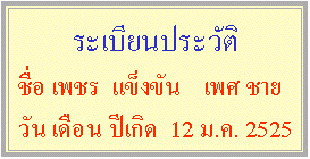 ระเบียนประวัติ
ชื่อ เพชร แข็งขัน เพศ ชาย
วัน เดือน ปีเกิด 12 ม.ค. 2525